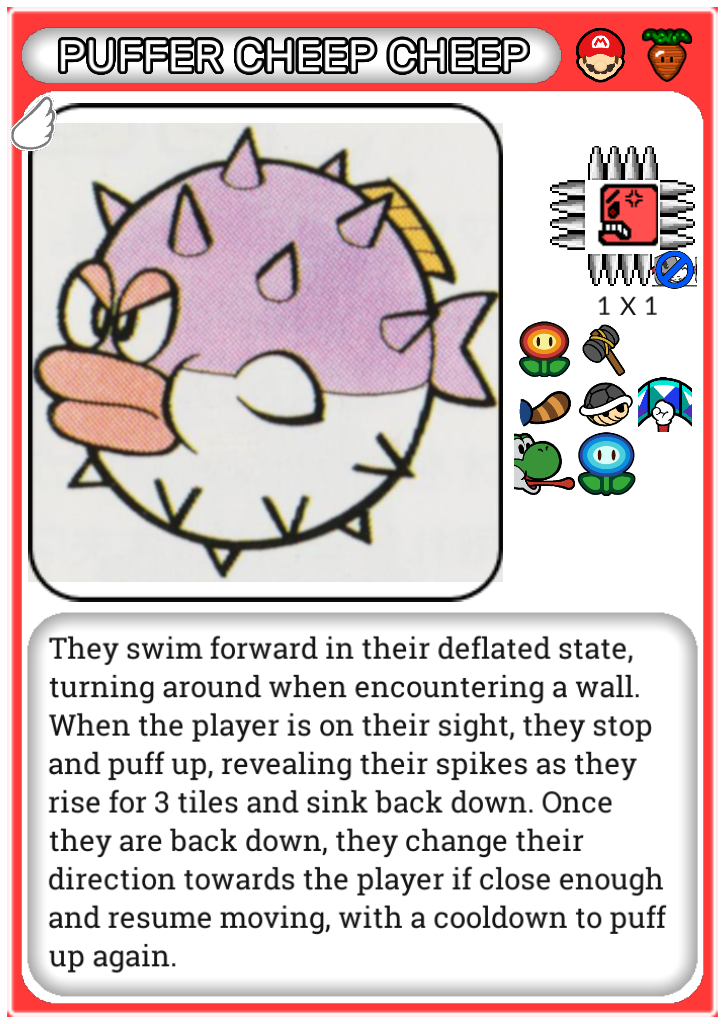 PUFFER CHEEP CHEEP
1 X 1
They swim forward in their deflated state,
turning around when encountering a wall.
When the player is on their sight, they stop
and puff up, revealing their spikes as they
rise for 3 tiles and sink back down. Once
they are back down, they change their
direction towards the player if close enough
and resume moving, with a cooldown to puff
up again.